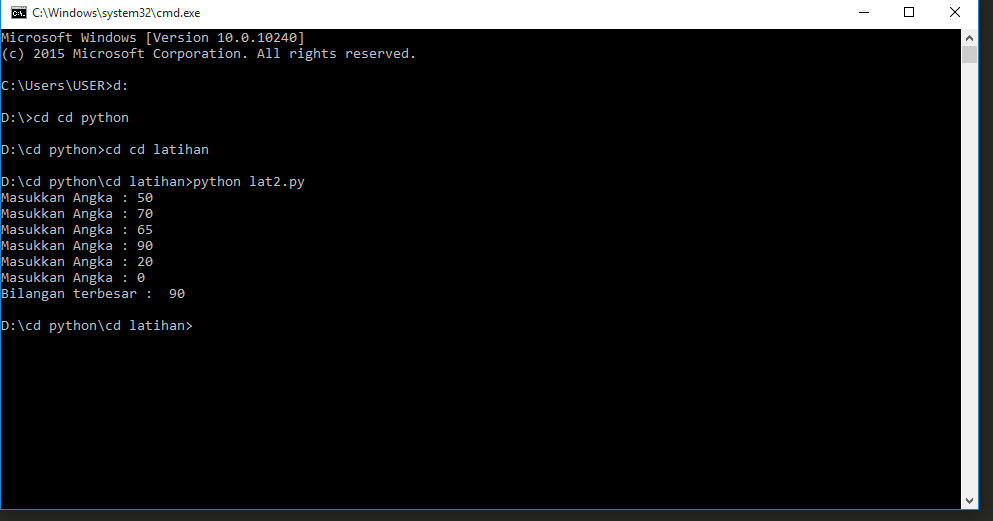 C:\Windows\system32\cmd.exe
Microsoft Windows [Version 10.0.10240]
(c) 2015 Microsoft Corporation. All rights reserved.
C:\Users\USER>d:
D:\>cd cd python
D:\cd python>cd cd latihan
D:\cd python\cd latihan>python lat2.py
Masukkan Angka : 50
Masukkan Angka : 70
Masukkan Angka : 65
Masukkan Angka : 90
Masukkan Angka : 20
Masukkan Angka : 0
Bilangan terbesar :  90
D:\cd python\cd latihan>